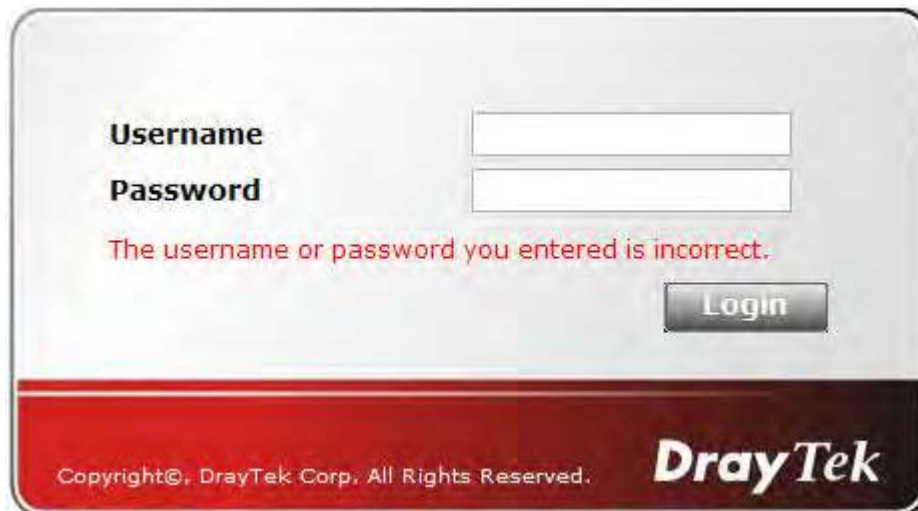 Username
Password
The username or password you entered is incorrect.
Login
Copyright©, DrayTek Corp. All Rights Reserved.
DrayTek